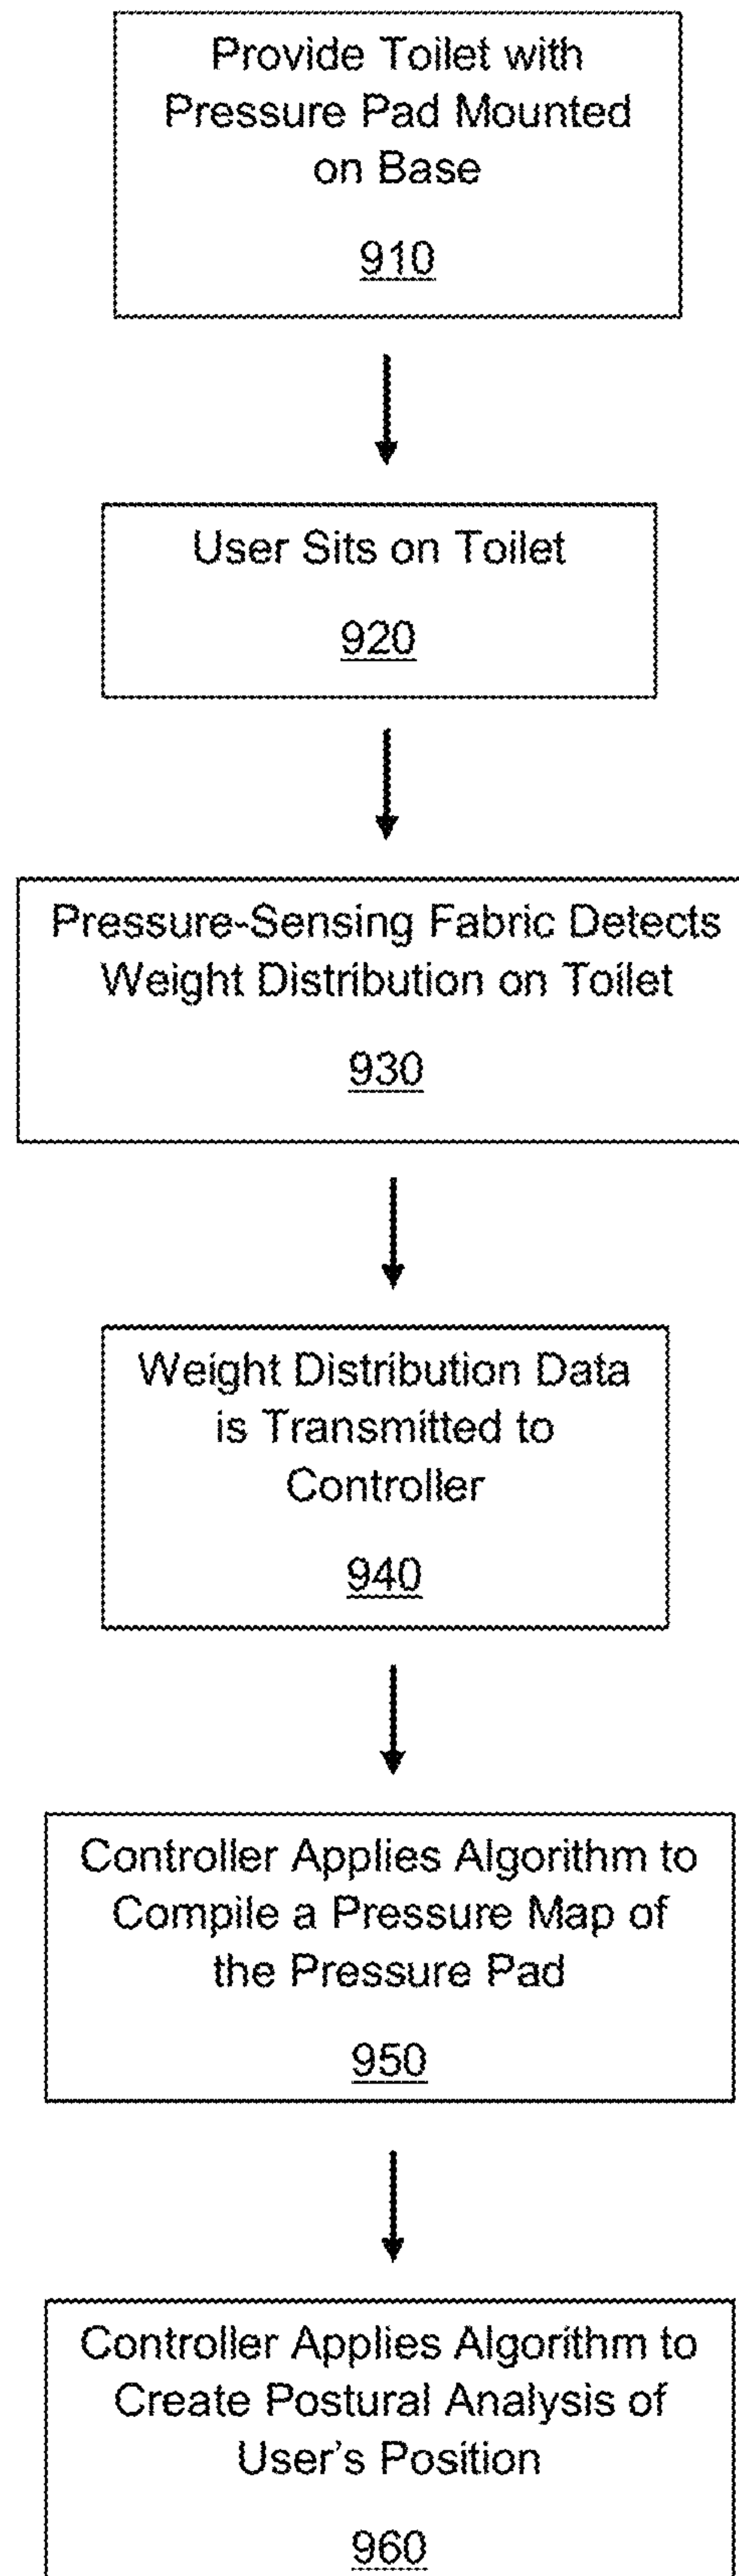 Provide Toilet with
Pressure Pad Mounted
on Base
910
User Sits on Toilet
920
Pressure-Sensing Fabric Detects
Weight Distribution on Toilet
930
Weight Distribution Data
is Transmitted to
Controller
940
Controller Applies Algorithm to
Compile a Pressure Map of
the Pressure Pad
950
Controller Applies Algorithm to
Create Postural Analysis of
User's Position
960